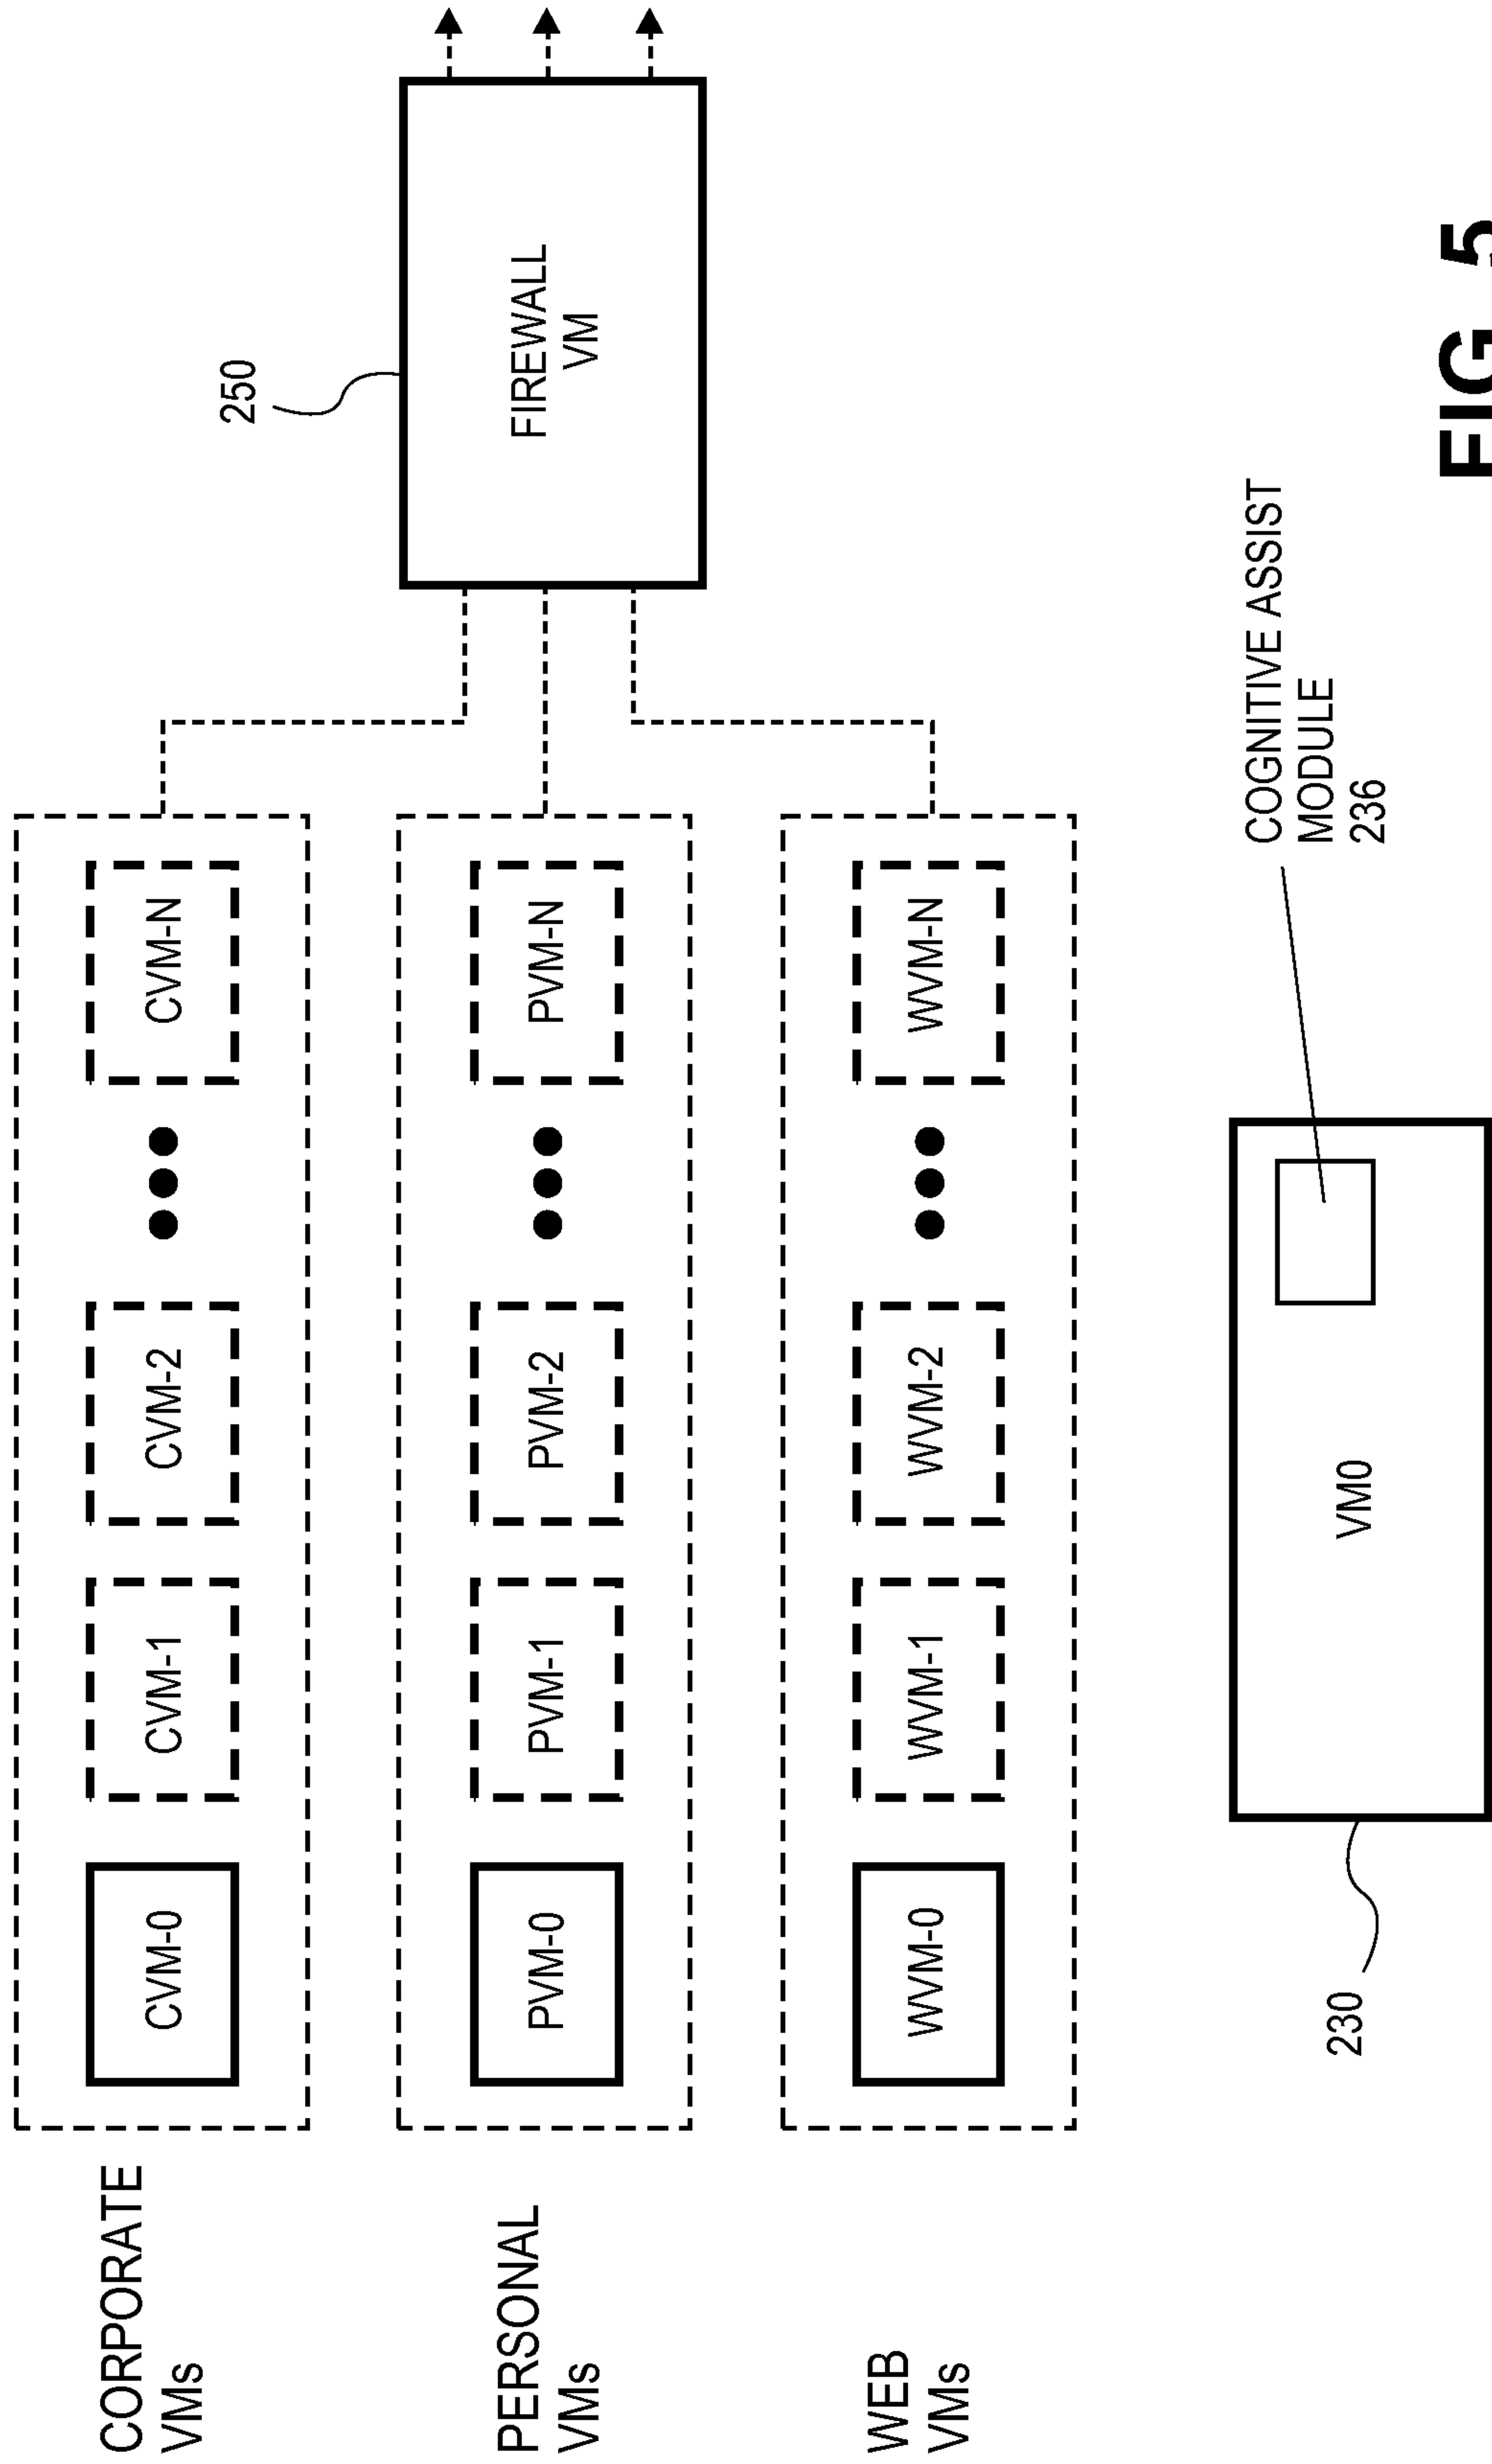 CORPORATE
VMs
CVM-0
CVM-1
CVM-2
CVM-N
250
FIREWALL
VM
PERSONAL
VMs
PVM-0
PVM-1
PVM-2
PVM-N
WEB
VMs
WVM-0
WVM-1
WVM-2
WVM-N
230
VM0
COGNITIVE ASSIST
MODULE
236
FIG. 5